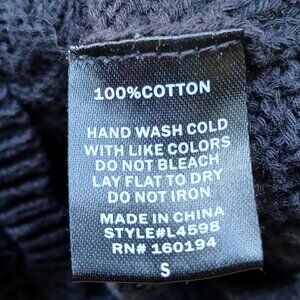 100%COTTON
HAND WASH COLD
WITH LIKE COLORS
DO NOT BLEACH
LAY FLAT TO DRY
DO NOT IRON
MADE IN CHINA
STYLE#L4598
RN# 160194
S